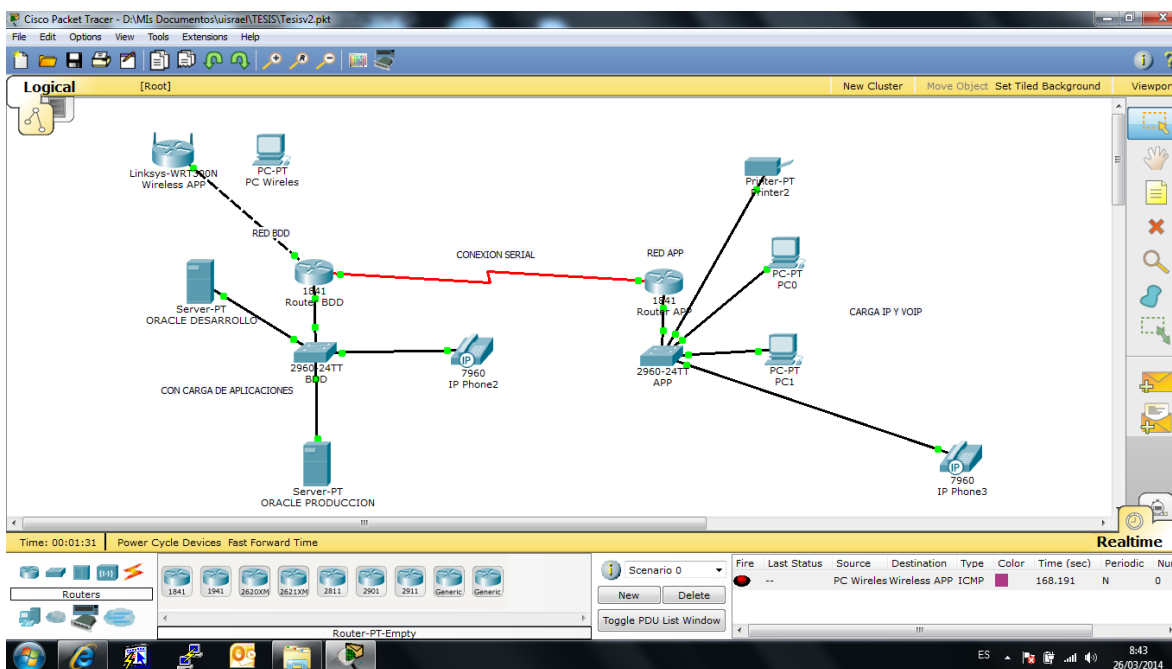 Cisco Packet Tracer - D:\MIs Documentos\uisrael\TESIS\Tesisv2.pkt
File Edit Options View Tools Extensions Help
Logical [Root] New Cluster Move Object Set Tiled Background Viewport
Linksys-WRT300N
Wireless APP
PC-PT
PC Wireles
RED BDD
CONEXION SERIAL
RED APP
Printer-PT
Printer2
1841
Router BDD
1841
Router APP
PC-PT
PC0
Server-PT
ORACLE DESARROLLO
CARGA IP Y VOIP
2960-24TT
BDD
IP
7960
IP Phone2
2960-24TT
APP
PC-PT
PC1
CON CARGA DE APLICACIONES
Server-PT
ORACLE PRODUCCION
IP
7960
IP Phone3
Time: 00:01:31 Power Cycle Devices Fast Forward Time Realtime
Routers
1841 1941 2620XM 2621XM 2811 2901 2911 Generic Generic
Router-PT-Empty
Scenario 0
New Delete
Toggle PDU List Window
Fire Last Status Source Destination Type Color Time (sec) Periodic Nu
-- PC Wireles Wireless APP ICMP 168.191 N 0
ES 8:43
26/03/2014